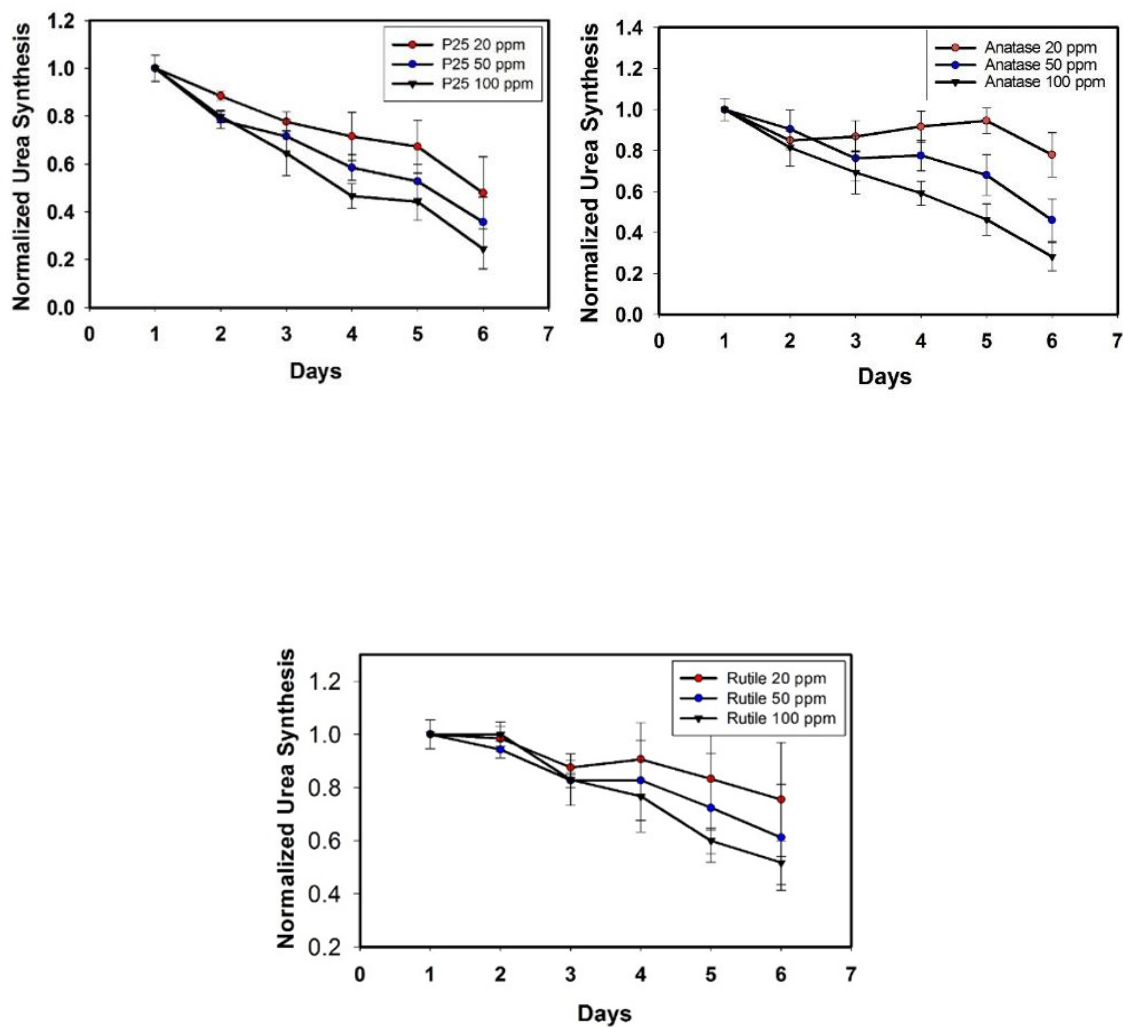 Normalized Urea Synthesis
1.2
1.0
0.8
0.6
0.4
0.2
0.0
P25 20 ppm
P25 50 ppm
P25 100 ppm
0 1 2 3 4 5 6 7
Days
Normalized Urea Synthesis
1.4
1.2
1.0
0.8
0.6
0.4
0.2
0.0
Anatase 20 ppm
Anatase 50 ppm
Anatase 100 ppm
0 1 2 3 4 5 6 7
Days
Normalized Urea Synthesis
1.2
1.0
0.8
0.6
0.4
0.2
Rutile 20 ppm
Rutile 50 ppm
Rutile 100 ppm
0 1 2 3 4 5 6 7
Days